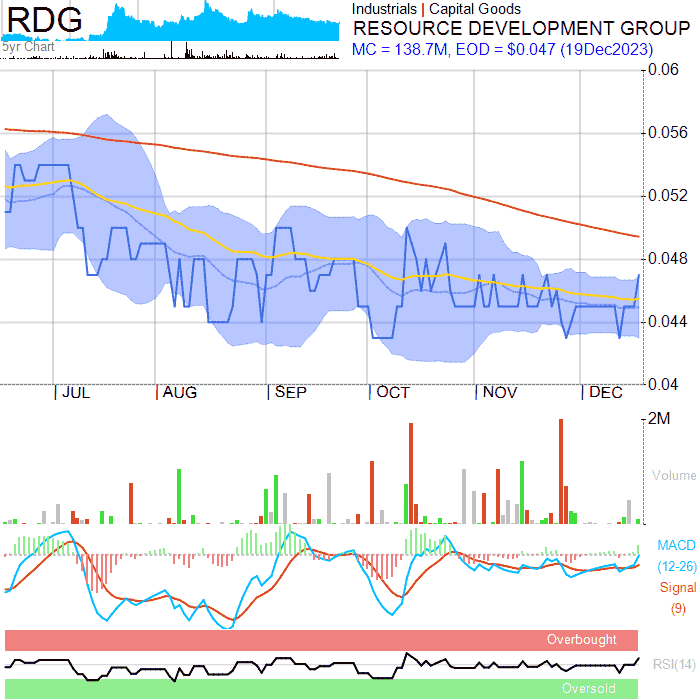 RDG
5yr Chart
Industrials | Capital Goods
RESOURCE DEVELOPMENT GROUP
MC = 138.7M, EOD = $0.047 (19Dec2023)
0.06
0.056
0.052
0.048
0.044
0.04
JUL AUG SEP OCT NOV DEC
2M
Volume
MACD
(12-26)
Signal
(9)
Overbought
RSI(14)
Oversold